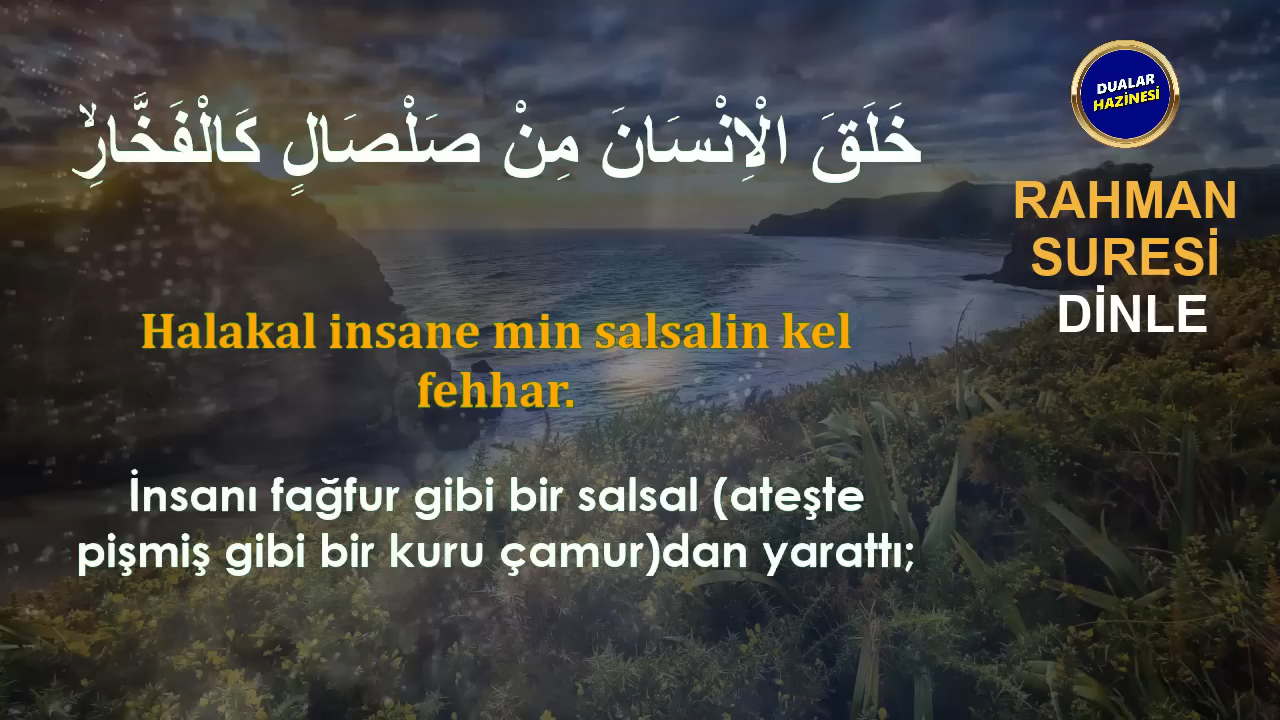 خَلَقَ الْاِنْسَانَ مِنْ صَلْصَالٍ كَالْفَخَّارِۙ
DUALAR
HAZİNESİ
RAHMAN
SURESİ
DİNLE
Halakal insane min salsalin kel
fehhar.
İnsanı fağfur gibi bir salsal (ateşte
pişmiş gibi bir kuru çamur)dan yarattı;